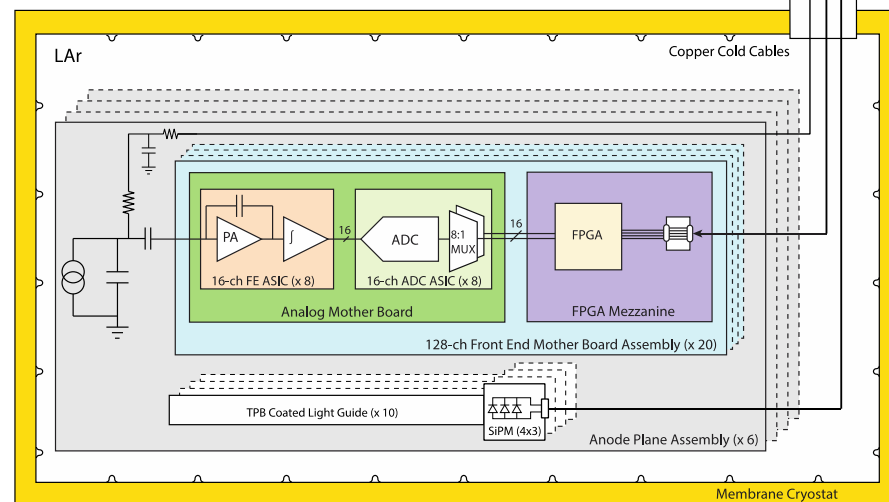 LAr
Copper Cold Cables
PA
∫
16
ADC
8:1
MUX
16
FPGA
16-ch FE ASIC (x 8)
16-ch ADC ASIC (x 8)
Analog Mother Board
FPGA Mezzanine
128-ch Front End Mother Board Assembly (x 20)
TPB Coated Light Guide (x 10)
SiPM (4x3)
Anode Plane Assembly (x 6)
Membrane Cryostat